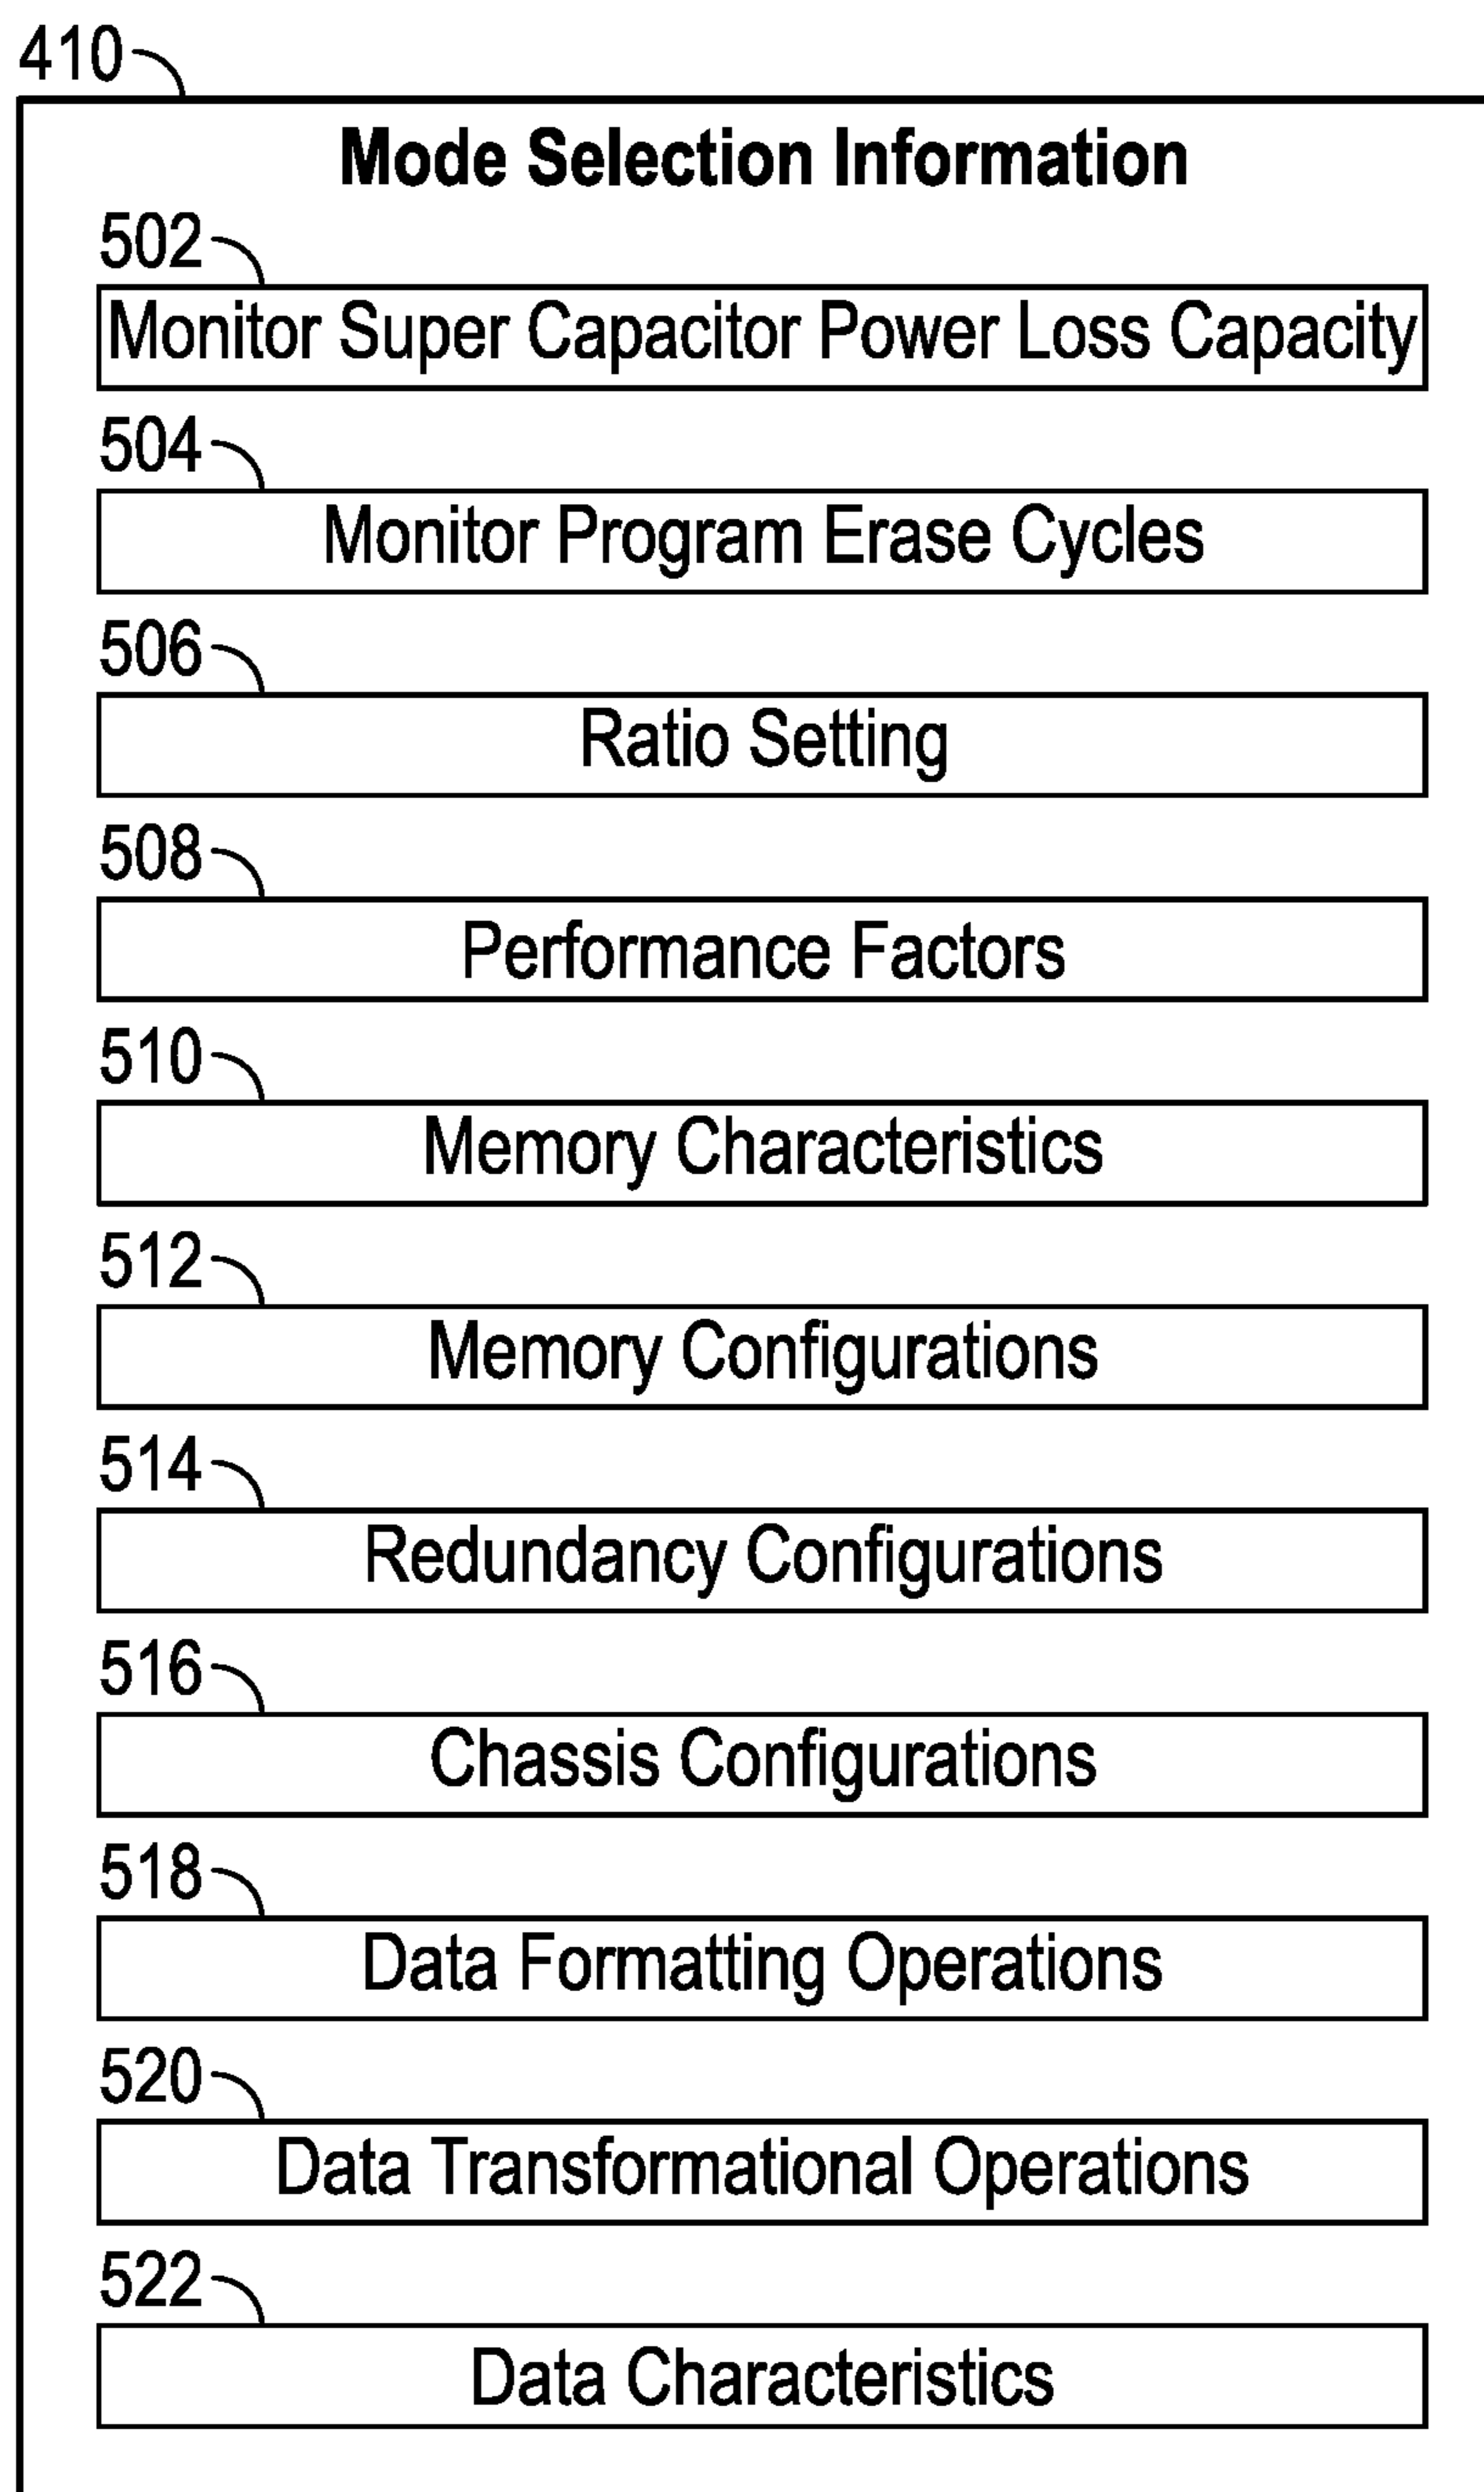 410
Mode Selection Information
502
Monitor Super Capacitor Power Loss Capacity
504
Monitor Program Erase Cycles
506
Ratio Setting
508
Performance Factors
510
Memory Characteristics
512
Memory Configurations
514
Redundancy Configurations
516
Chassis Configurations
518
Data Formatting Operations
520
Data Transformational Operations
522
Data Characteristics